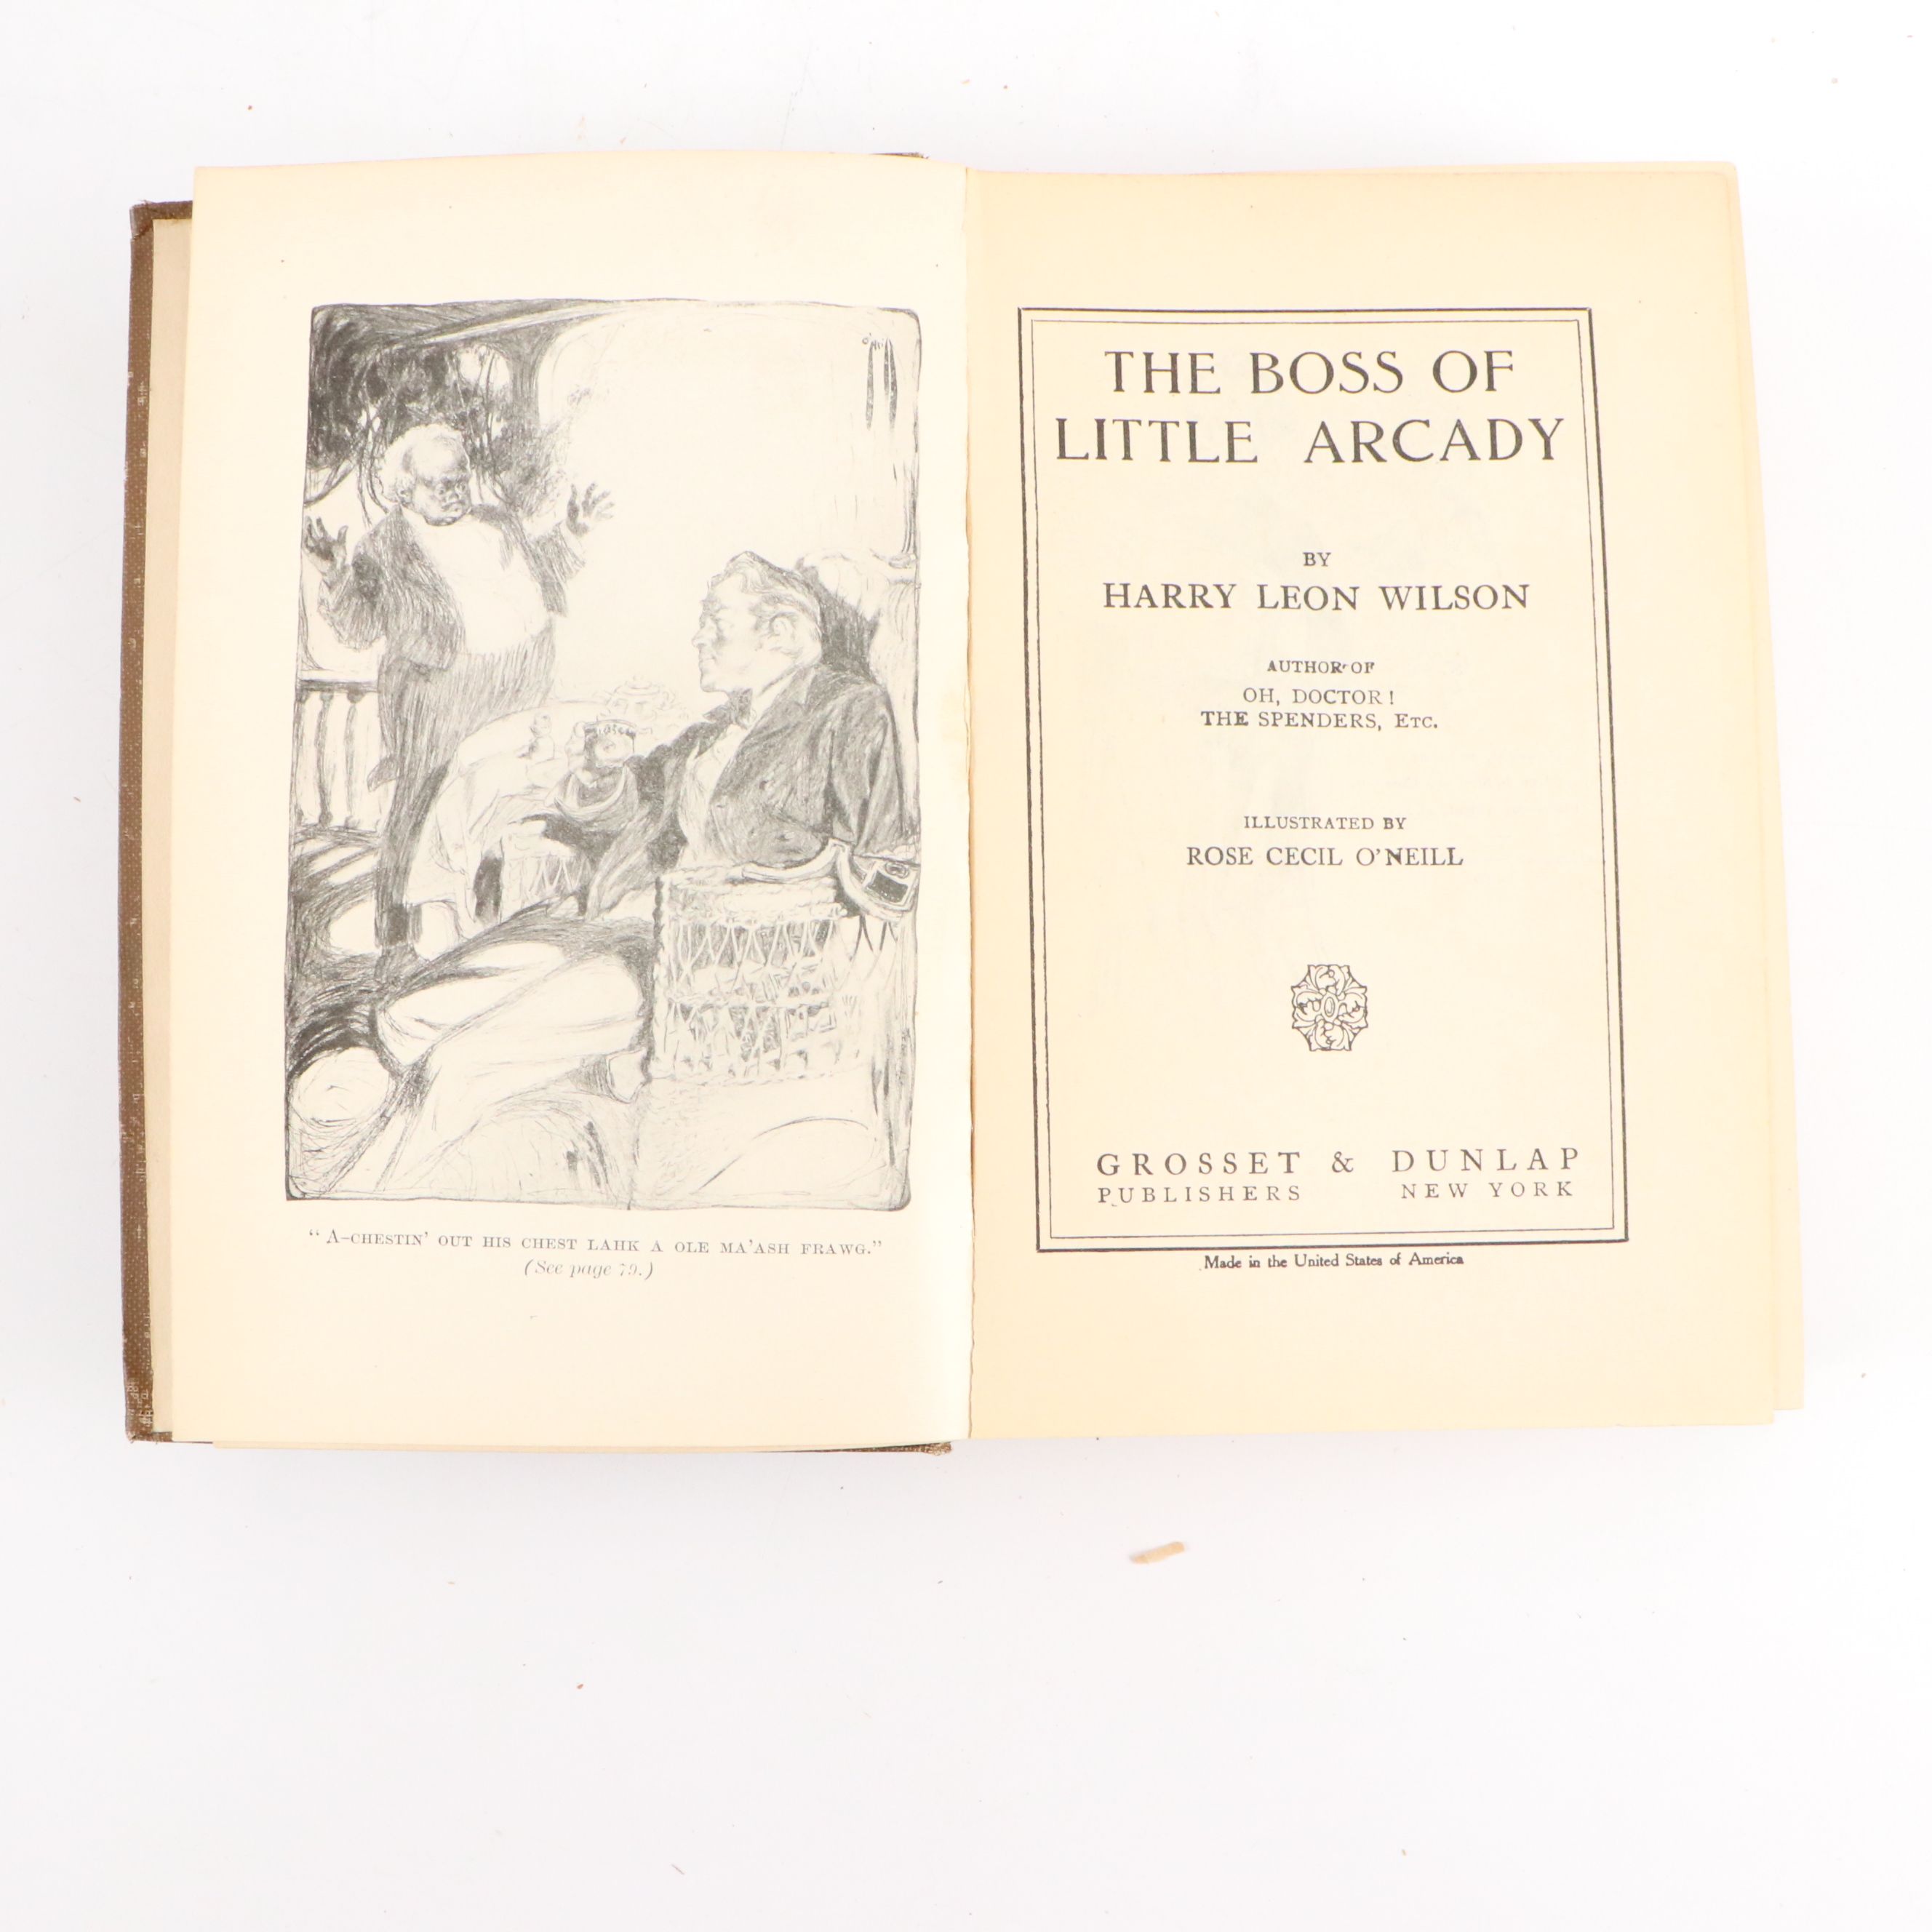 O'Neill
" A-CHESTIN' OUT HIS CHEST LAHK A OLE MA'ASH FRAWG."
(See page 79.)
THE BOSS OF
LITTLE ARCADY
BY
HARRY LEON WILSON
AUTHOR OF
OH, DOCTOR!
THE SPENDERS, ETC.
ILLUSTRATED BY
ROSE CECIL O'NEILL
GROSSET & DUNLAP
PUBLISHERS NEW YORK
Made in the United States of America